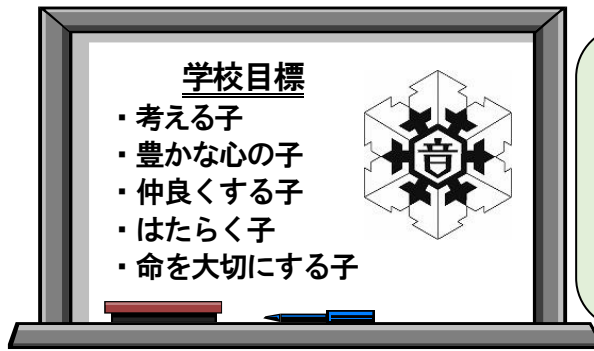 学校目標
・考える子
・豊かな心の子
・仲良くする子
・はたらく子
・命を大切にする子
音